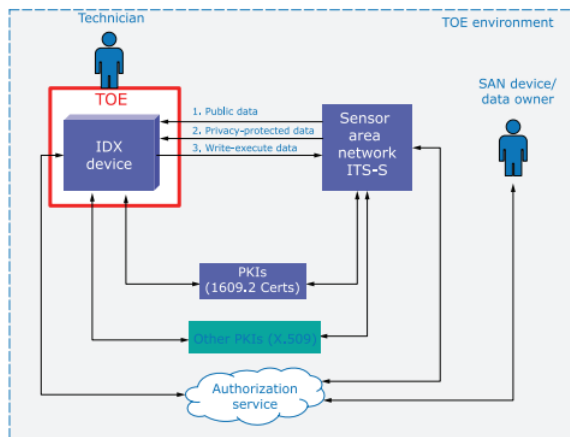 Technician
TOE environment
TOE
SAN device/
data owner
1. Public data
2. Privacy-protected data
3. Write-execute data
IDX
device
Sensor
area
network
ITS-S
PKIs
(1609.2 Certs)
Other PKIs (X.509)
Authorization
service